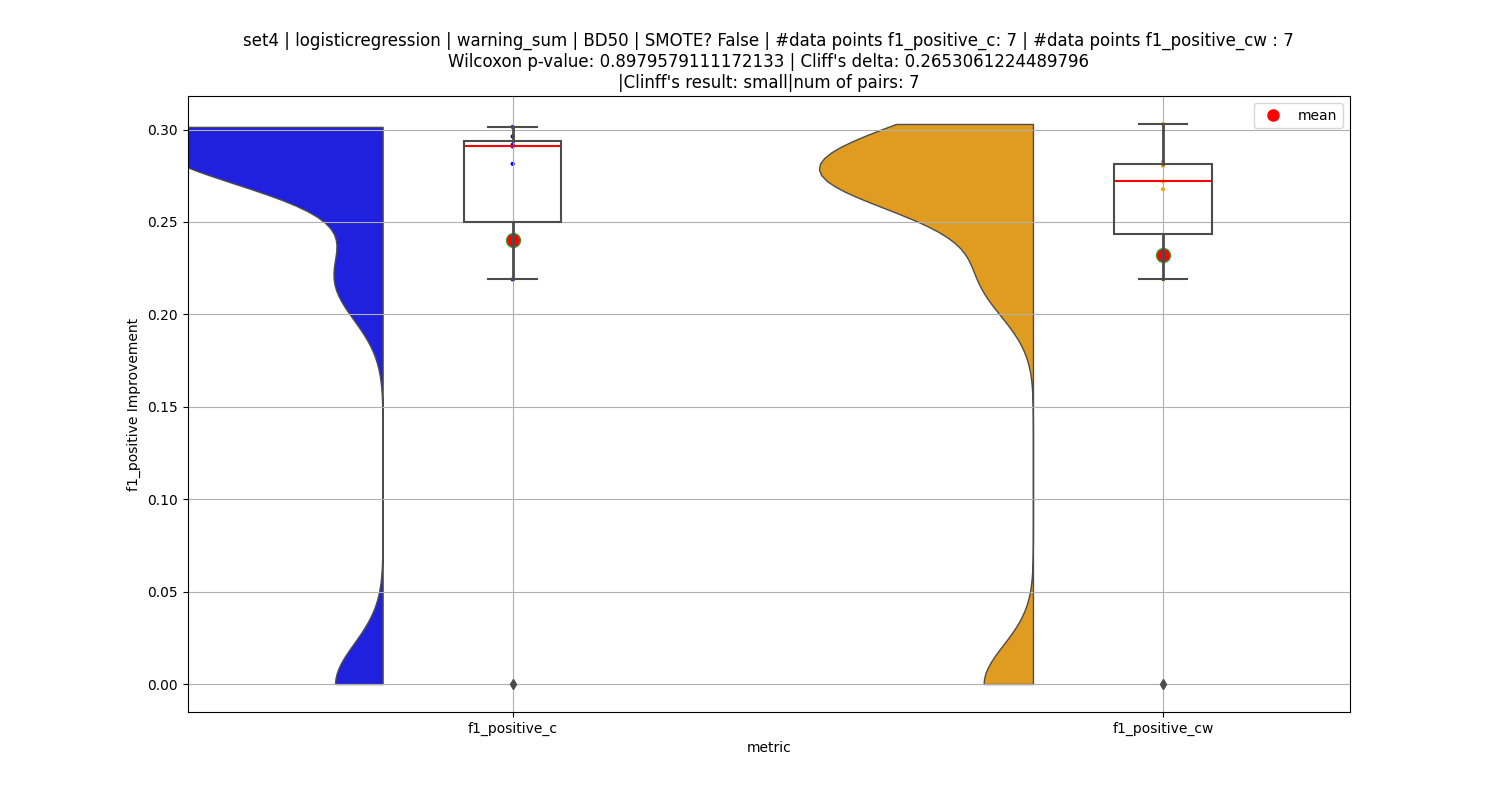 set4 | logisticregression | warning_sum | BD50 | SMOTE? False | #data points f1_positive_c: 7 | #data points f1_positive_cw : 7
Wilcoxon p-value: 0.8979579111172133 | Cliff's delta: 0.2653061224489796
|Clinff's result: small|num of pairs: 7
mean
0.30
0.25
0.20
0.15
0.10
0.05
0.00
f1_positive Improvement
f1_positive_c
f1_positive_cw
metric